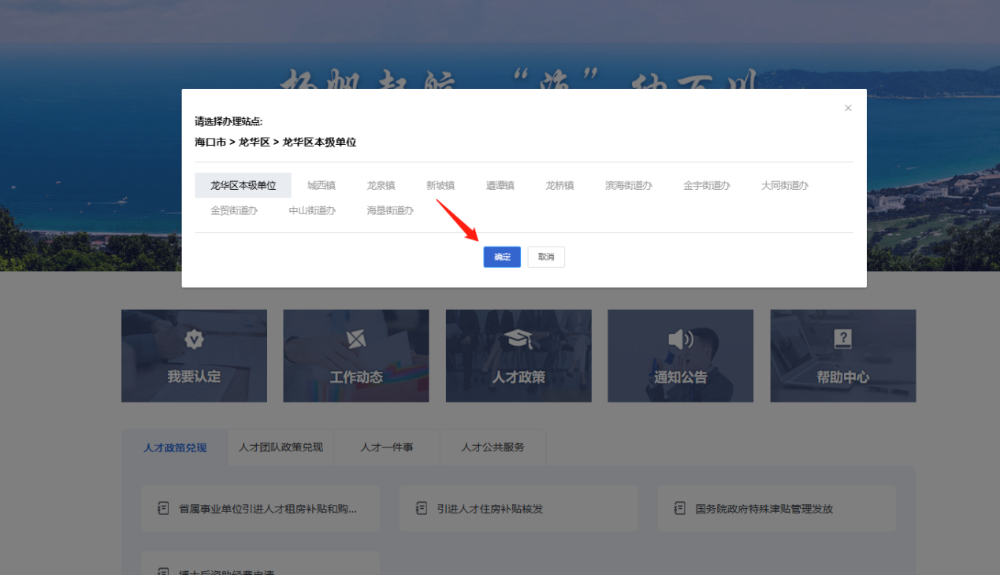 请选择办理站点:
海口市 > 龙华区 > 龙华区本级单位
龙华区本级单位 城西镇 龙泉镇 新坡镇 遵谭镇 龙桥镇 滨海街道办 金宇街道办 大同街道办
金贸街道办 中山街道办 海垦街道办
确定 取消
我要认定 工作动态 人才政策 通知公告 帮助中心
人才政策兑现 人才团队政策兑现 人才一件事 人才公共服务
省属事业单位引进人才租房补贴和购... 引进人才住房补贴核发 国务院政府特殊津贴管理发放
博士后资助经费申请